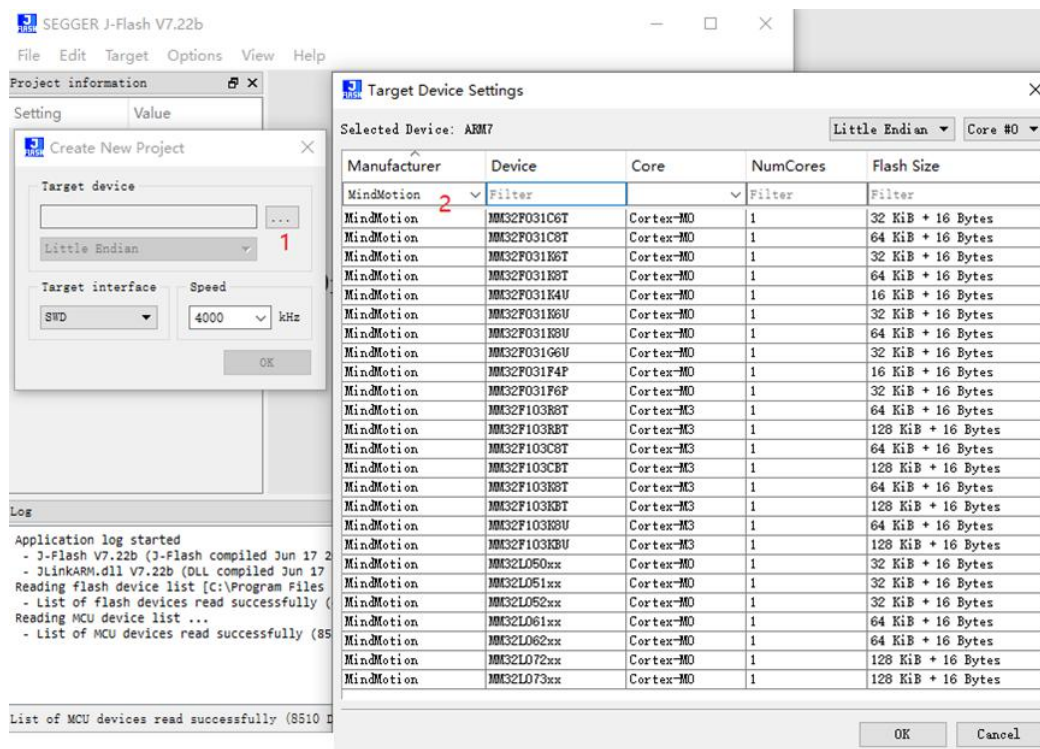 SEGGER J-Flash V7.22b
File Edit Target Options View Help
Project information
Setting Value
Create New Project
Target device
...
1
Little Endian
Target interface Speed
SWD 4000 kHz
OK
Log
Application log started
- J-Flash V7.22b (J-Flash compiled Jun 17 2
- JLinkARM.dll V7.22b (DLL compiled Jun 17
Reading flash device list [C:\Program Files
- List of flash devices read successfully (
Reading MCU device list ...
- List of MCU devices read successfully (85
List of MCU devices read successfully (8510 D
Target Device Settings
Selected Device: ARM7 Little Endian Core #0
Manufacturer Device Core NumCores Flash Size
MindMotion 2 Filter Filter Filter
MindMotion MM32F031C6T Cortex-M0 1 32 KiB + 16 Bytes
MindMotion MM32F031C8T Cortex-M0 1 64 KiB + 16 Bytes
MindMotion MM32F031K6T Cortex-M0 1 32 KiB + 16 Bytes
MindMotion MM32F031K8T Cortex-M0 1 64 KiB + 16 Bytes
MindMotion MM32F031K4U Cortex-M0 1 16 KiB + 16 Bytes
MindMotion MM32F031K6U Cortex-M0 1 32 KiB + 16 Bytes
MindMotion MM32F031K8U Cortex-M0 1 64 KiB + 16 Bytes
MindMotion MM32F031G6U Cortex-M0 1 32 KiB + 16 Bytes
MindMotion MM32F031F4P Cortex-M0 1 16 KiB + 16 Bytes
MindMotion MM32F031F6P Cortex-M0 1 32 KiB + 16 Bytes
MindMotion MM32F103R8T Cortex-M3 1 64 KiB + 16 Bytes
MindMotion MM32F103RBT Cortex-M3 1 128 KiB + 16 Bytes
MindMotion MM32F103C8T Cortex-M3 1 64 KiB + 16 Bytes
MindMotion MM32F103CBT Cortex-M3 1 128 KiB + 16 Bytes
MindMotion MM32F103K8T Cortex-M3 1 64 KiB + 16 Bytes
MindMotion MM32F103KBT Cortex-M3 1 128 KiB + 16 Bytes
MindMotion MM32F103K8U Cortex-M3 1 64 KiB + 16 Bytes
MindMotion MM32F103KBU Cortex-M3 1 128 KiB + 16 Bytes
MindMotion MM32L050xx Cortex-M0 1 32 KiB + 16 Bytes
MindMotion MM32L051xx Cortex-M0 1 32 KiB + 16 Bytes
MindMotion MM32L052xx Cortex-M0 1 32 KiB + 16 Bytes
MindMotion MM32L061xx Cortex-M0 1 64 KiB + 16 Bytes
MindMotion MM32L062xx Cortex-M0 1 64 KiB + 16 Bytes
MindMotion MM32L072xx Cortex-M0 1 128 KiB + 16 Bytes
MindMotion MM32L073xx Cortex-M0 1 128 KiB + 16 Bytes
OK Cancel